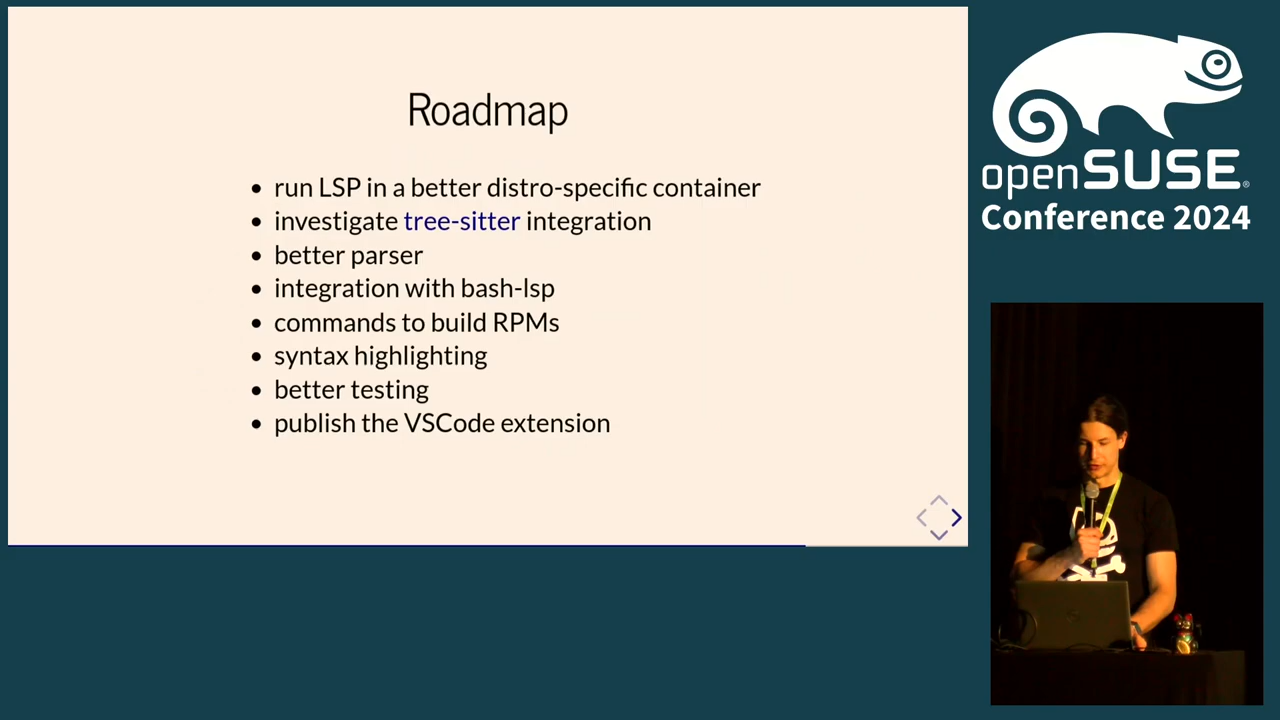 Roadmap
run LSP in a better distro-specific container
investigate tree-sitter integration
better parser
integration with bash-lsp
commands to build RPMs
syntax highlighting
better testing
publish the VSCode extension
openSUSE®
Conference 2024